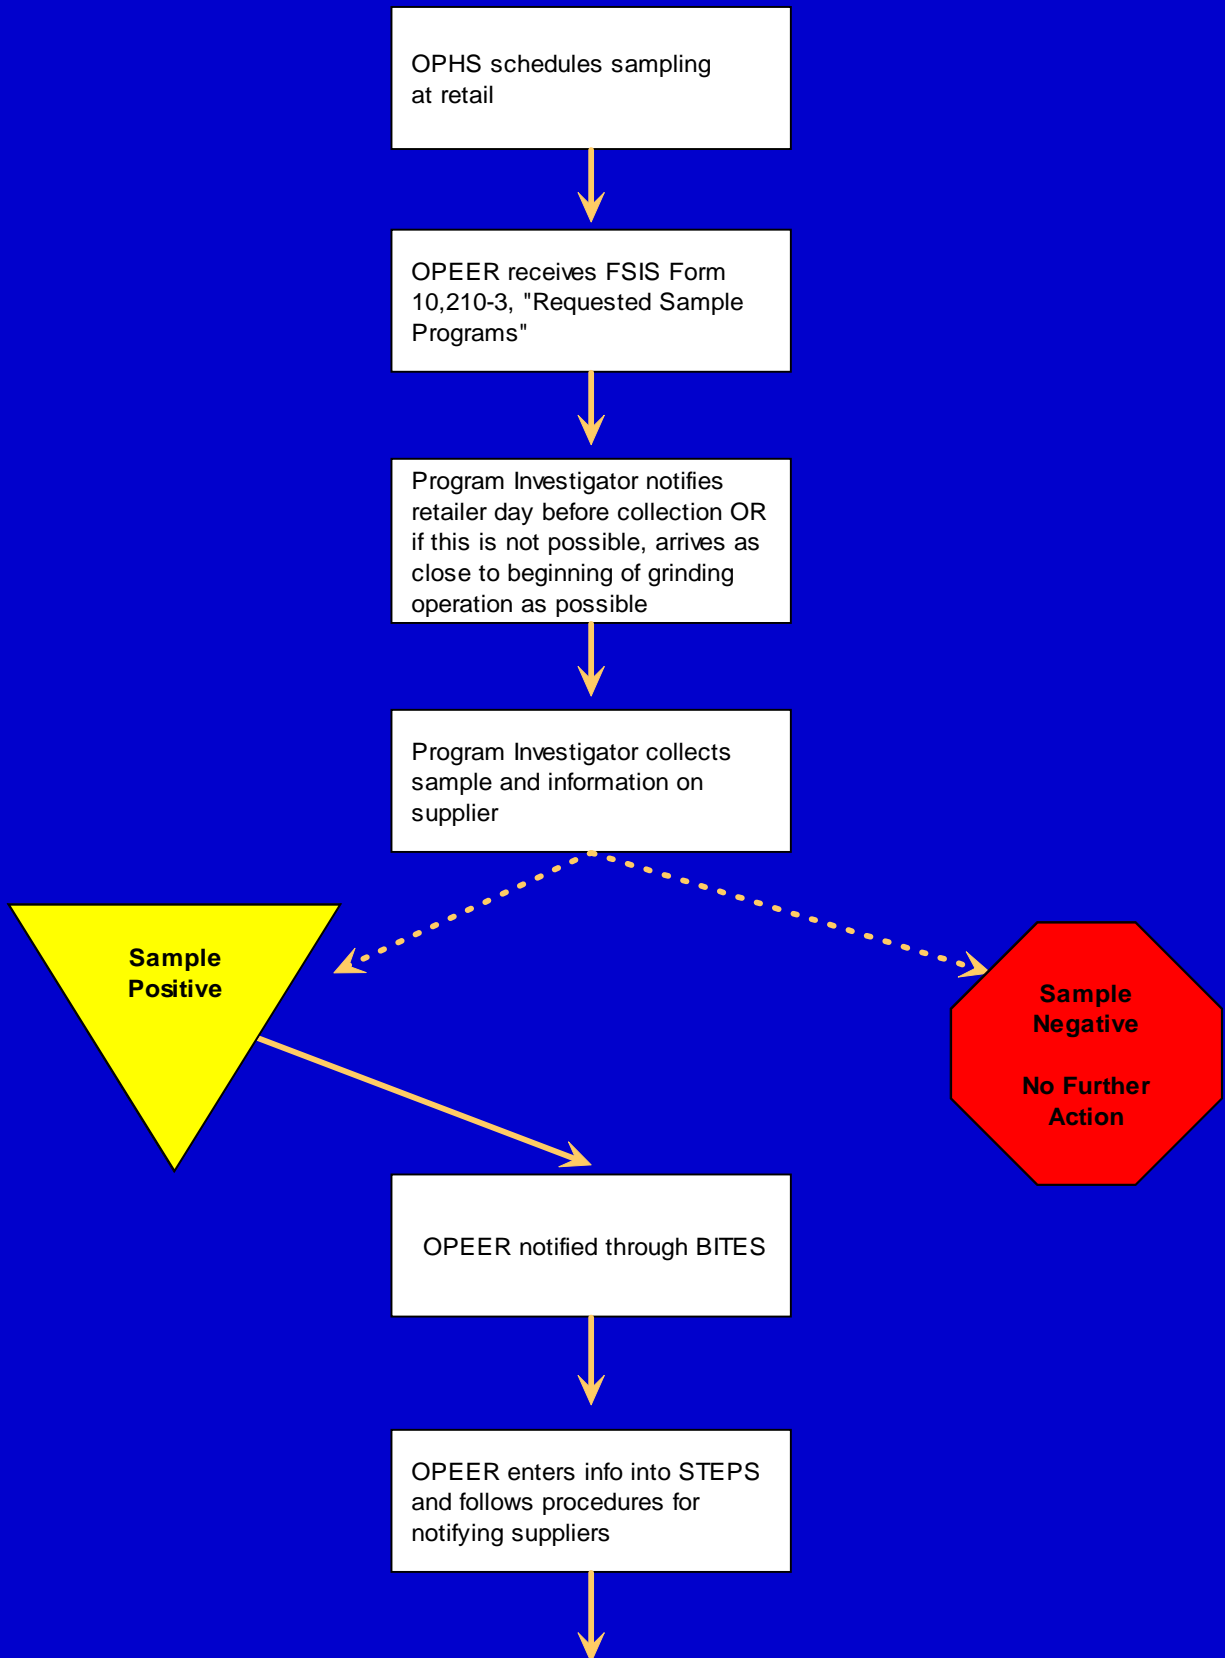 OPHS schedules sampling
at retail
OPEER receives FSIS Form
10,210-3, "Requested Sample
Programs"
Program Investigator notifies
retailer day before collection OR
if this is not possible, arrives as
close to beginning of grinding
operation as possible
Program Investigator collects
sample and information on
supplier
Sample
Positive
Sample
Negative
No Further
Action
OPEER notified through BITES
OPEER enters info into STEPS
and follows procedures for
notifying suppliers